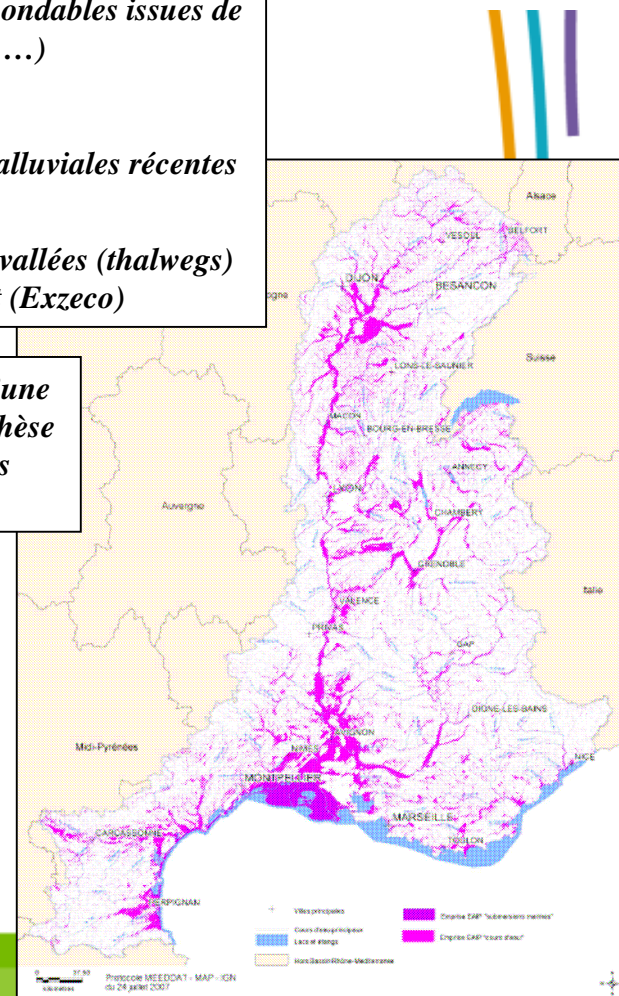 ondables issues de
…)
alluviales récentes
vallées (thalwegs)
t (Exzeco)
une
hèse
s
Alsace
VESOUL
BELFORT
DIJON
ogne
BESANCON
Suisse
LONS-LE-SAUNIER
MACON
BOURG-EN-BRESSE
ANNECY
LYON
Auvergne
CHAMBERY
GRENOBLE
Italie
VALENCE
PRIVAS
GAP
DIGNE-LES-BAINS
AVIGNON
Midi-Pyrénées
NIMES
NICE
MONTPELLIER
MARSEILLE
CARCASSONNE
TOULON
PERPIGNAN
Villes principales
Cours d'eau principaux
Lacs et étangs
Hors Bassin Rhône-Méditerranée
Emprise EAIP "submersions marines"
Emprise EAIP "cours d'eau"
Protocole MEEDDAT - MAP - IGN
du 24 juillet 2007